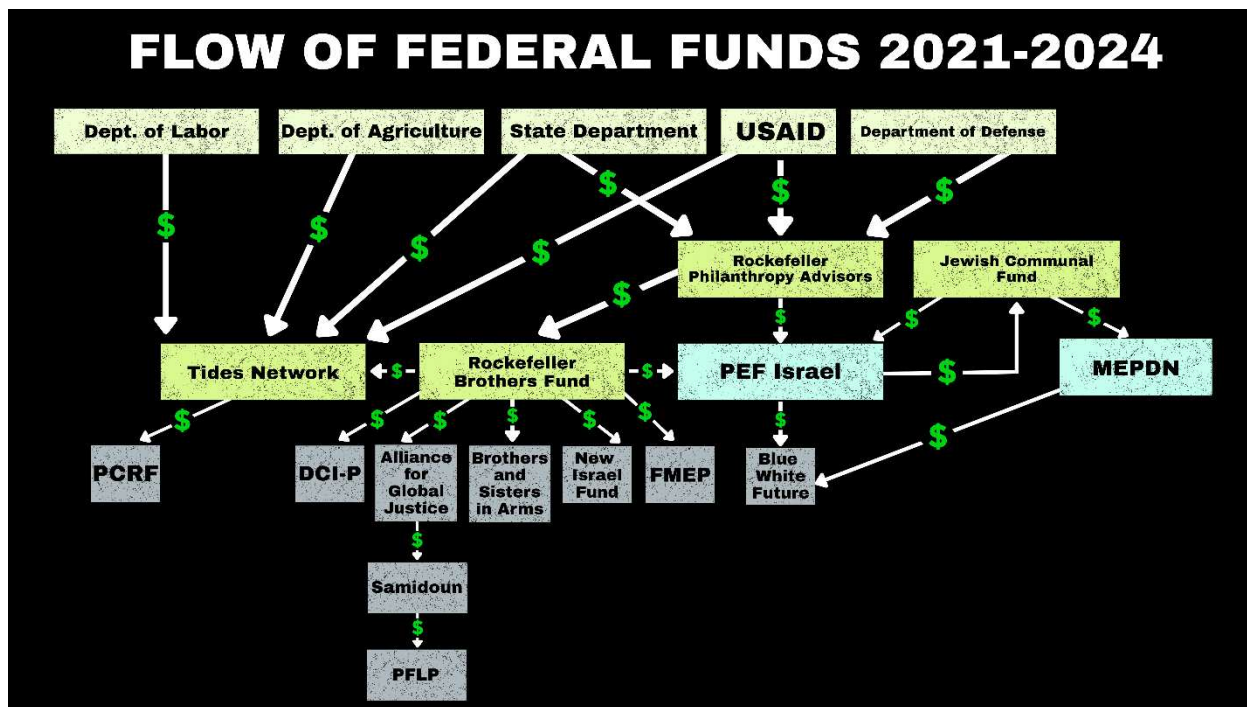 FLOW OF FEDERAL FUNDS 2021-2024
Dept. of Labor
Dept. of Agriculture
State Department
USAID
Department of Defense
$
$
$
$
$
$
$
Rockefeller
Philanthropy Advisors
Jewish Communal
Fund
$
$
$
$
Tides Network
$
Rockefeller
Brothers Fund
$
PEF Israel
$
MEPDN
$
$
$
$
$
$
$
$
PCRF
DCI-P
Alliance
for
Global
Justice
Brothers
and
Sisters
in Arms
New
Israel
Fund
FMEP
Blue
White
Future
$
Samidoun
$
PFLP